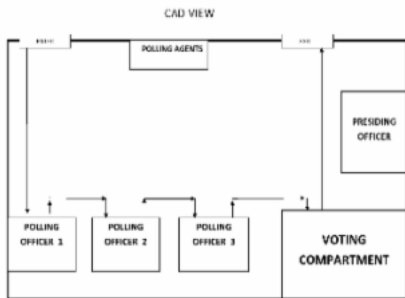 CAD VIEW
POLLING AGENTS
PRESIDING
OFFICER
POLLING
OFFICER 1
POLLING
OFFICER 2
POLLING
OFFICER 3
VOTING
COMPARTMENT